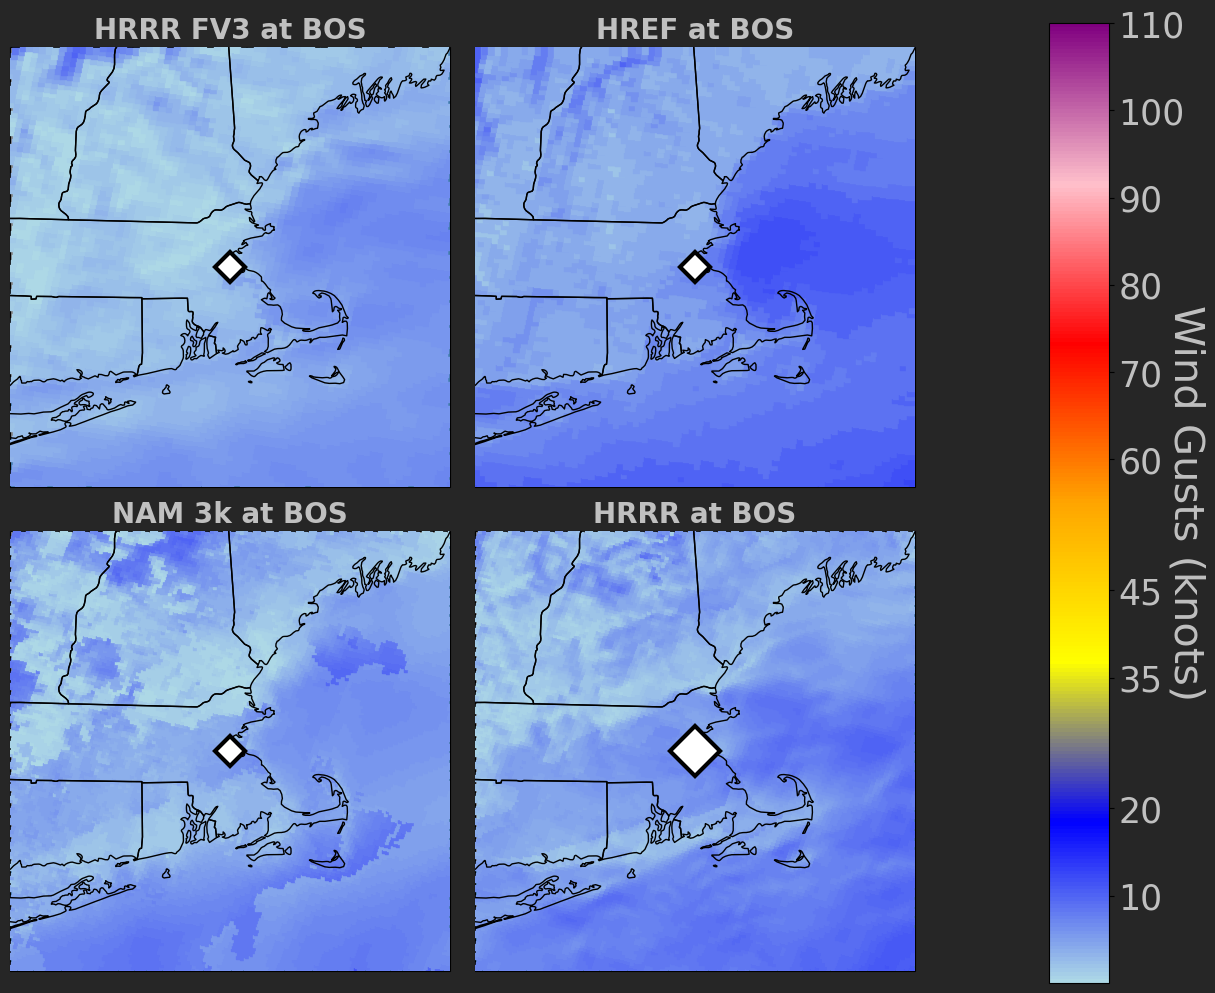 HRRR FV3 at BOS
HREF at BOS
NAM 3k at BOS
HRRR at BOS
110
100
90
80
70
60
45
35
20
10
Wind Gusts (knots)